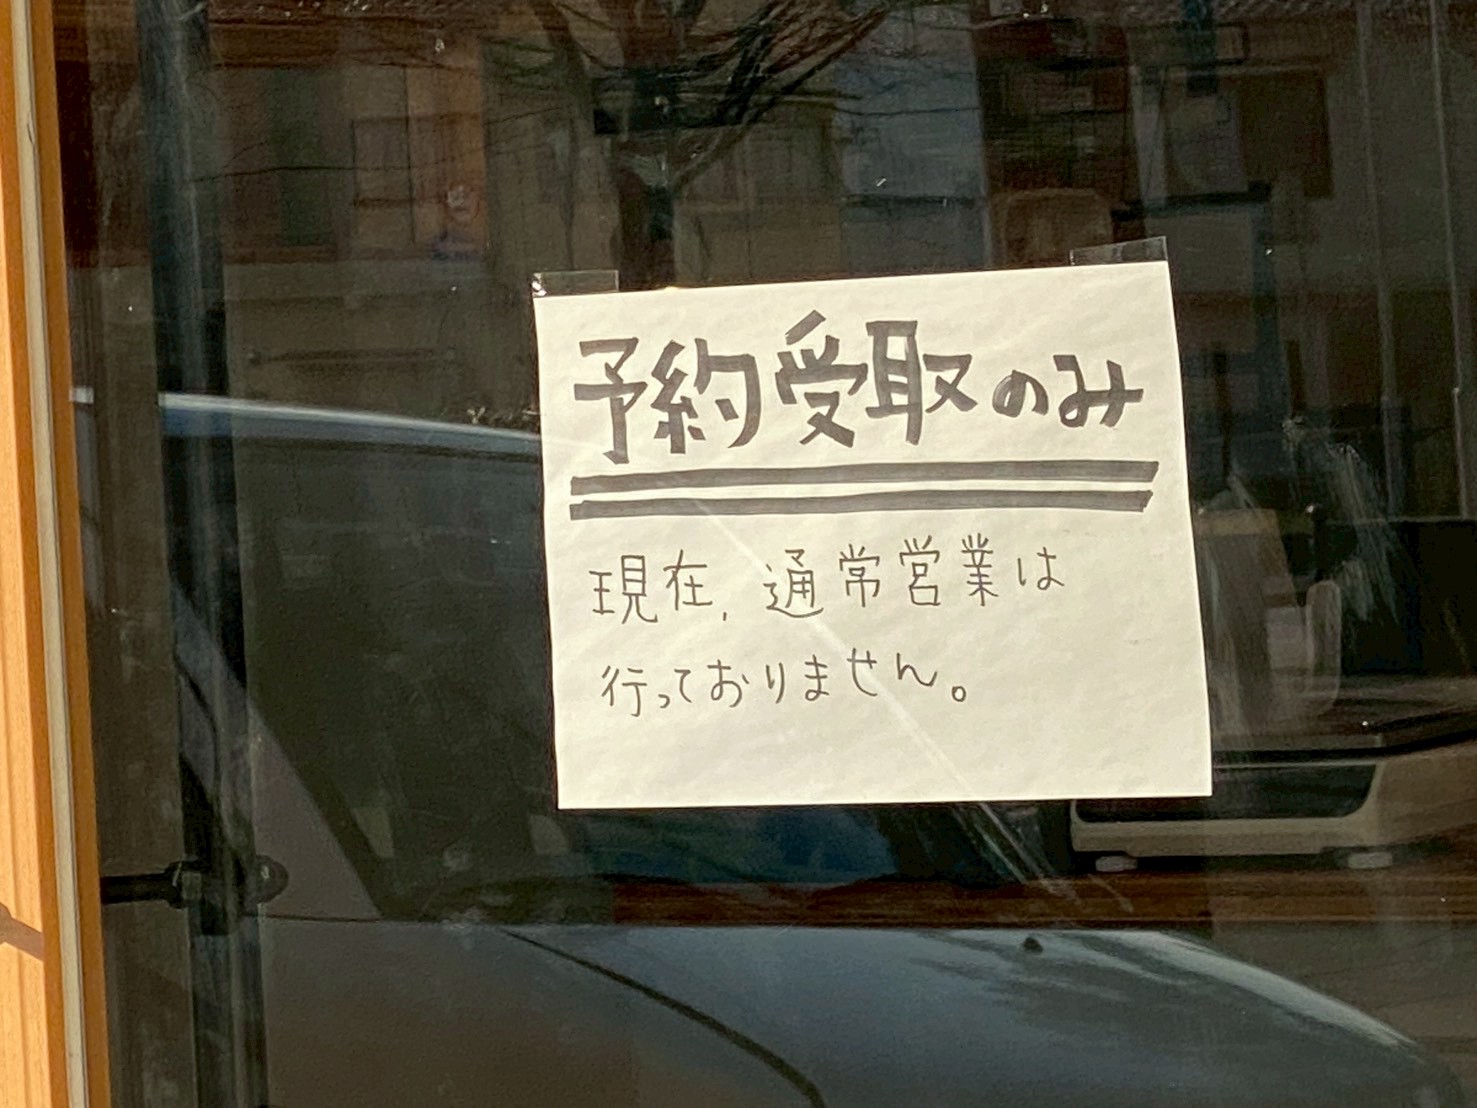 予約受取のみ
現在、通常営業は
行っておりません。